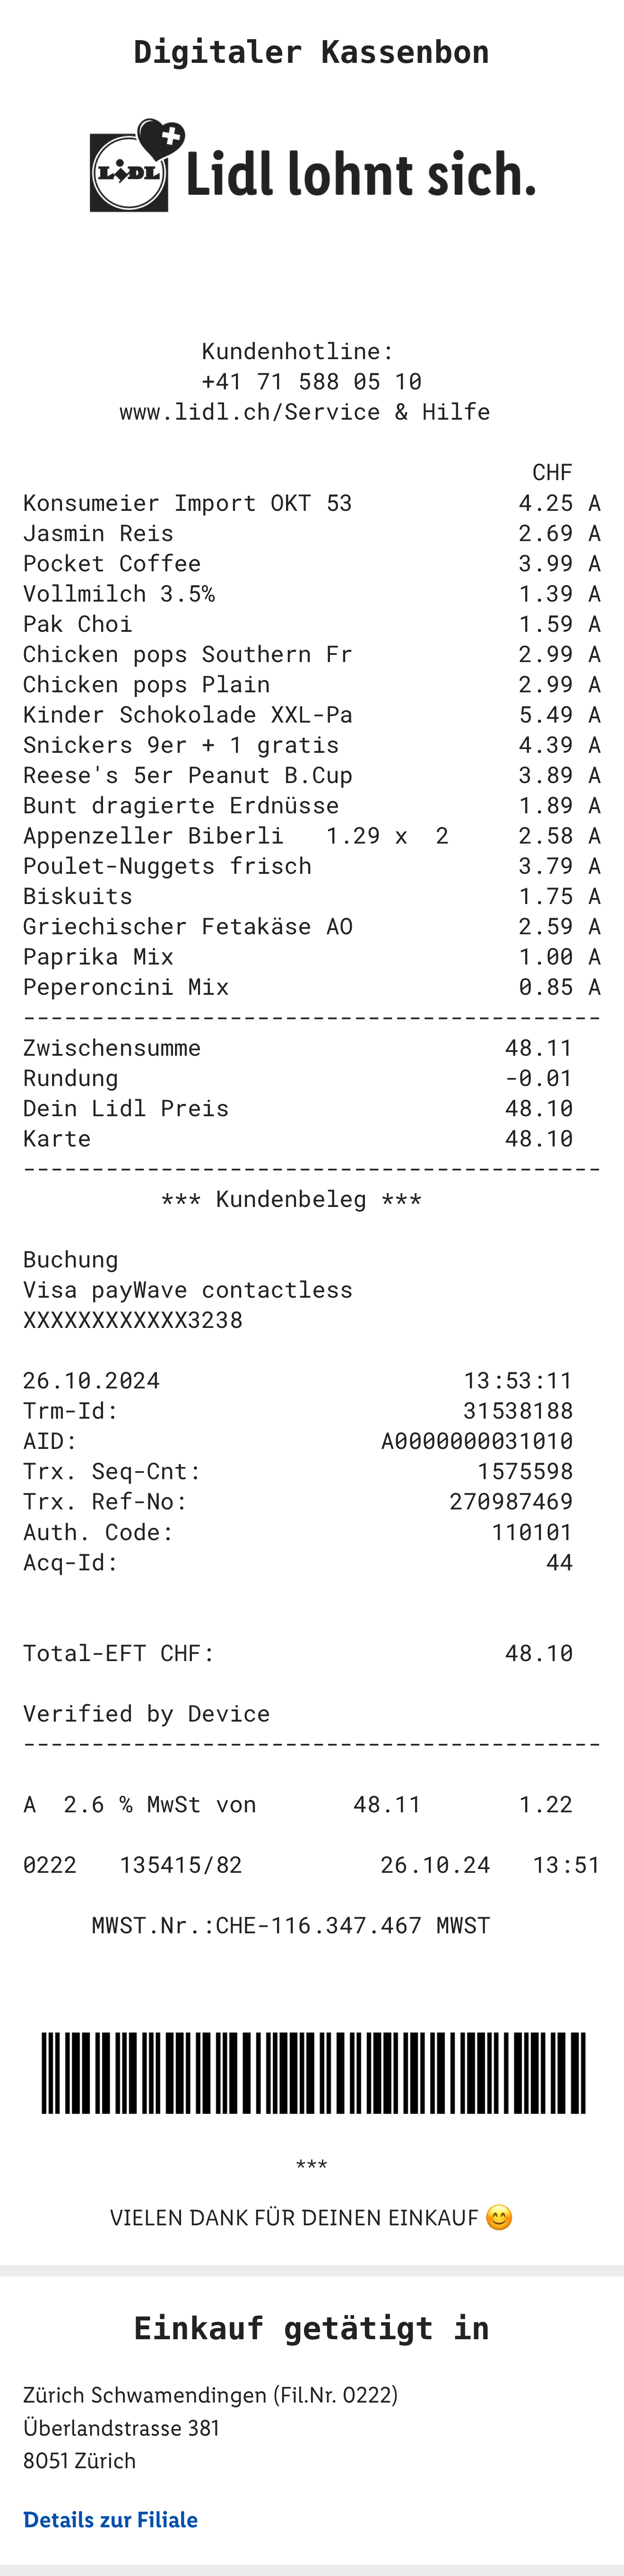 Digitaler Kassenbon
LIDL Lidl lohnt sich.
Kundenhotline:
+41 71 588 05 10
www.lidl.ch/Service & Hilfe
CHF
Konsumeier Import OKT 53 4.25 A
Jasmin Reis 2.69 A
Pocket Coffee 3.99 A
Vollmilch 3.5% 1.39 A
Pak Choi 1.59 A
Chicken pops Southern Fr 2.99 A
Chicken pops Plain 2.99 A
Kinder Schokolade XXL-Pa 5.49 A
Snickers 9er + 1 gratis 4.39 A
Reese's 5er Peanut B.Cup 3.89 A
Bunt dragierte Erdnüsse 1.89 A
Appenzeller Biberli 1.29 x 2 2.58 A
Poulet-Nuggets frisch 3.79 A
Biskuits 1.75 A
Griechischer Fetakäse AO 2.59 A
Paprika Mix 1.00 A
Peperoncini Mix 0.85 A
------------------------------------------
Zwischensumme 48.11
Rundung -0.01
Dein Lidl Preis 48.10
Karte 48.10
------------------------------------------
*** Kundenbeleg ***
Buchung
Visa payWave contactless
XXXXXXXXXXXX3238
26.10.2024 13:53:11
Trm-Id: 31538188
AID: A0000000031010
Trx. Seq-Cnt: 1575598
Trx. Ref-No: 270987469
Auth. Code: 110101
Acq-Id: 44
Total-EFT CHF: 48.10
Verified by Device
------------------------------------------
A 2.6 % MwSt von 48.11 1.22
0222 135415/82 26.10.24 13:51
MWST.Nr.:CHE-116.347.467 MWST
***
VIELEN DANK FÜR DEINEN EINKAUF 😊
Einkauf getätigt in
Zürich Schwamendingen (Fil.Nr. 0222)
Überlandstrasse 381
8051 Zürich
Details zur Filiale